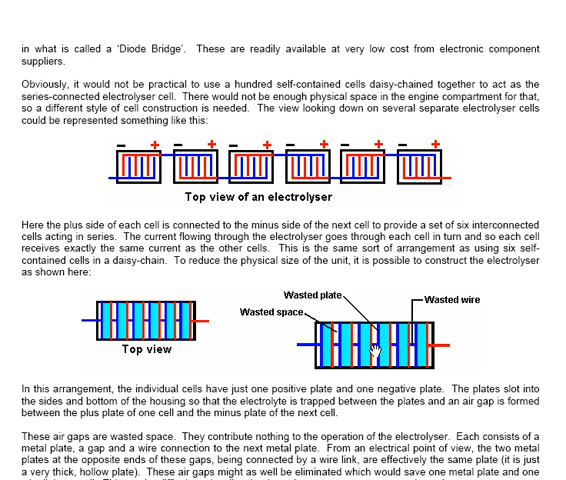 in what is called a 'Diode Bridge'. These are readily available at very low cost from electronic component
suppliers.
Obviously, it would not be practical to use a hundred self-contained cells daisy-chained together to act as the
series-connected electrolyser cell. There would not be enough physical space in the engine compartment for that,
so a different style of cell construction is needed. The view looking down on several separate electrolyser cells
could be represented something like this:
− + − + − + − + − + − +
Top view of an electrolyser
Here the plus side of each cell is connected to the minus side of the next cell to provide a set of six interconnected
cells acting in series. The current flowing through the electrolyser goes through each cell in turn and so each cell
receives exactly the same current as the other cells. This is the same sort of arrangement as using six self-
contained cells in a daisy-chain. To reduce the physical size of the unit, it is possible to construct the electrolyser
as shown here:
Wasted plate
Wasted wire
Wasted space
Top view
In this arrangement, the individual cells have just one positive plate and one negative plate. The plates slot into
the sides and bottom of the housing so that the electrolyte is trapped between the plates and an air gap is formed
between the plus plate of one cell and the minus plate of the next cell.
These air gaps are wasted space. They contribute nothing to the operation of the electrolyser. Each consists of a
metal plate, a gap and a wire connection to the next metal plate. From an electrical point of view, the two metal
plates at the opposite ends of these gaps, being connected by a wire link, are effectively the same plate (it is just
a very thick, hollow plate). These air gaps might as well be eliminated which would save one metal plate and one